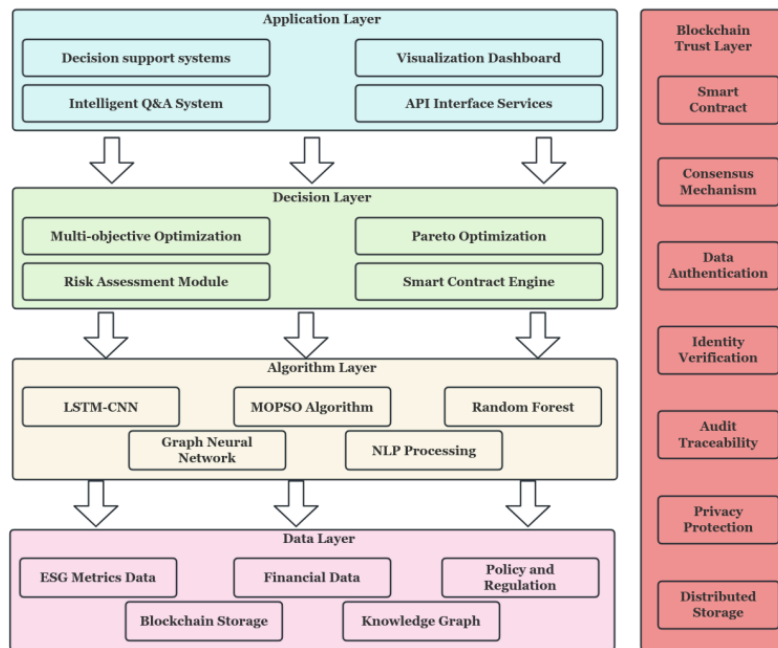 Application Layer
Decision support systems
Visualization Dashboard
Intelligent Q&A System
API Interface Services
Decision Layer
Multi-objective Optimization
Pareto Optimization
Risk Assessment Module
Smart Contract Engine
Algorithm Layer
LSTM-CNN
MOPSO Algorithm
Random Forest
Graph Neural
Network
NLP Processing
Data Layer
ESG Metrics Data
Financial Data
Policy and
Regulation
Blockchain Storage
Knowledge Graph
Blockchain
Trust Layer
Smart
Contract
Consensus
Mechanism
Data
Authentication
Identity
Verification
Audit
Traceability
Privacy
Protection
Distributed
Storage